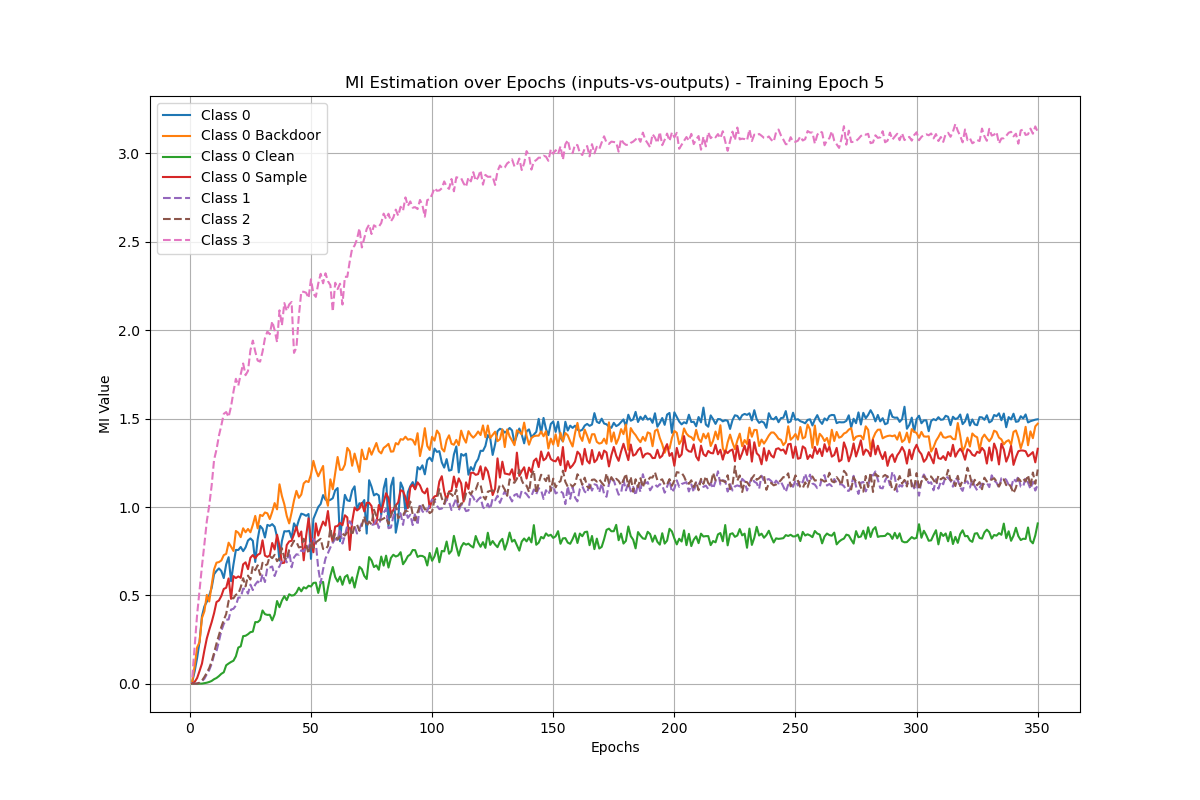 MI Estimation over Epochs (inputs-vs-outputs) - Training Epoch 5
Class 0
Class 0 Backdoor
Class 0 Clean
Class 0 Sample
Class 1
Class 2
Class 3
MI Value
3.0
2.5
2.0
1.5
1.0
0.5
0.0
0 50 100 150 200 250 300 350
Epochs